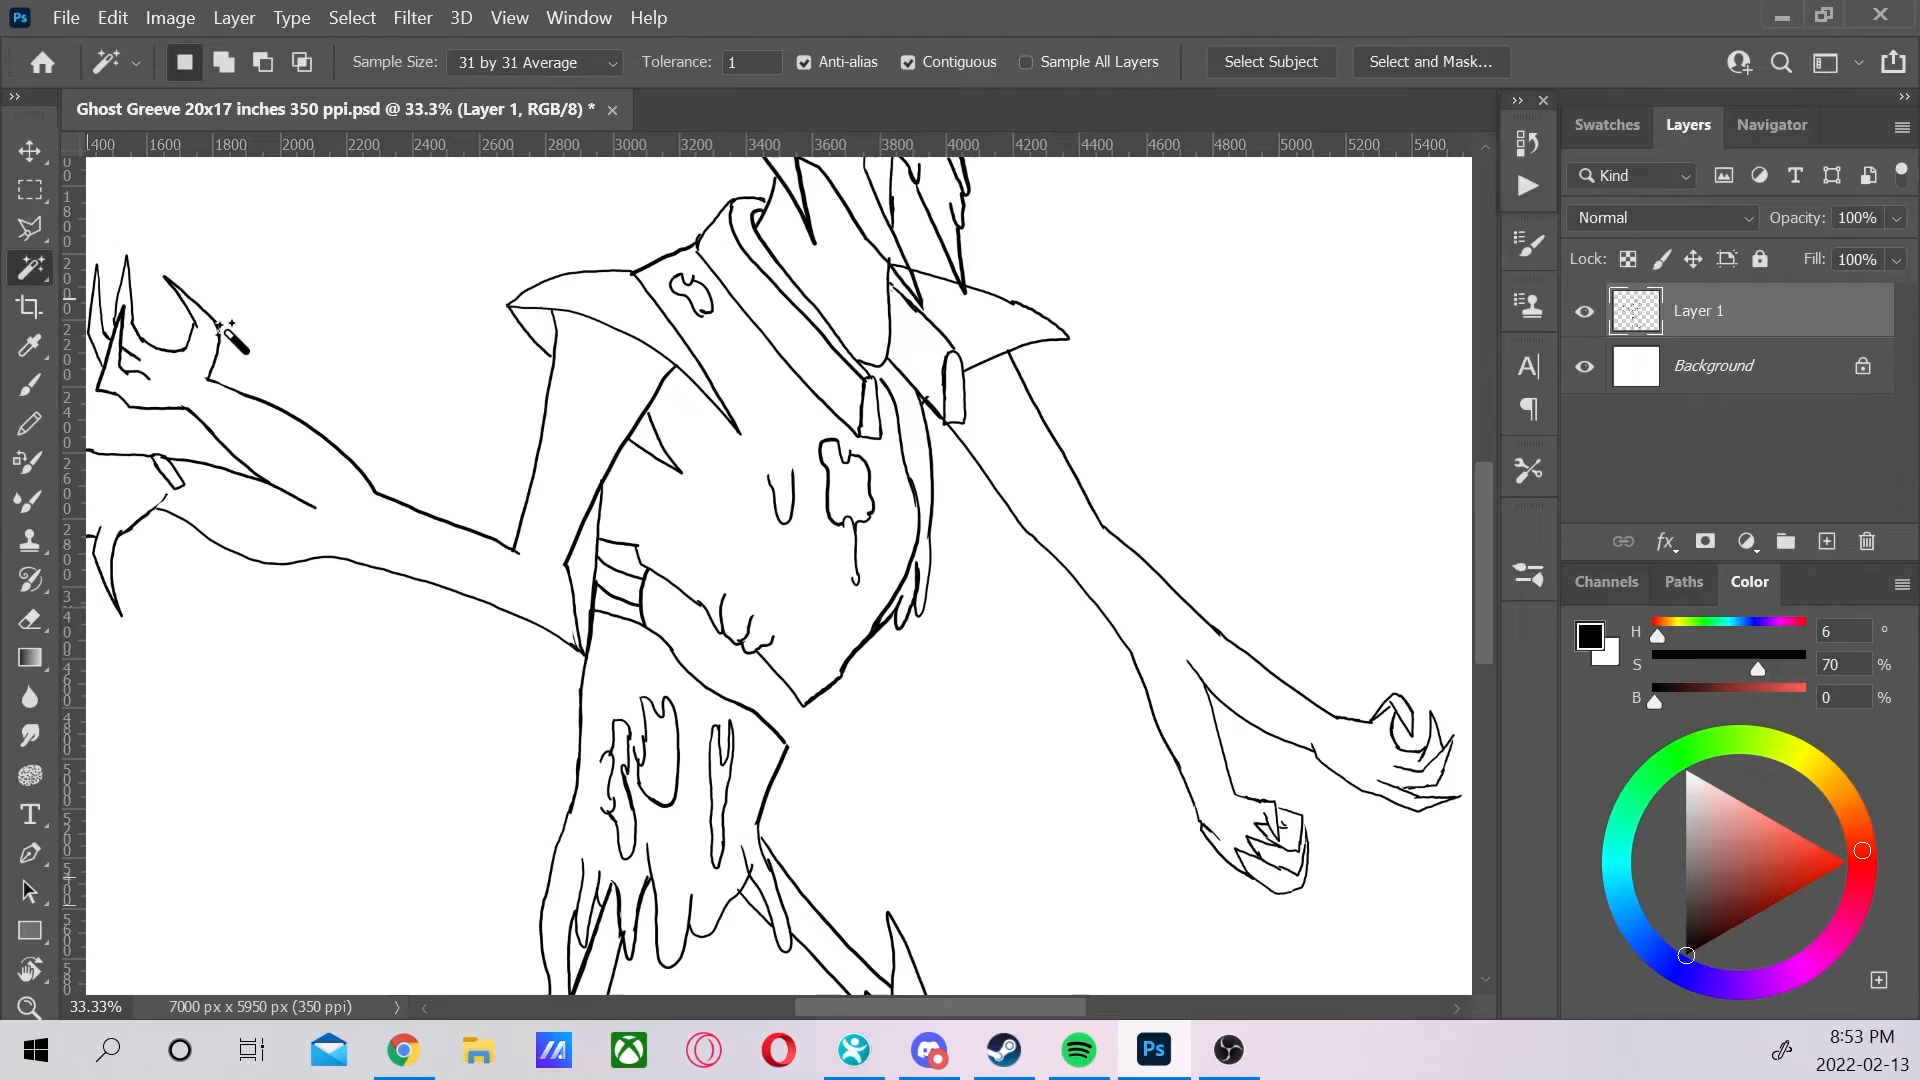 Ps File Edit Image Layer Type Select Filter 3D View Window Help
Sample Size: 31 by 31 Average Tolerance: 1 Anti-alias Contiguous Sample All Layers Select Subject Select and Mask...
Ghost Greeve 20x17 inches 350 ppi.psd @ 33.3% (Layer 1, RGB/8) *
Swatches Layers Navigator
400 1600 1800 2000 2200 2400 2600 2800 3000 3200 3400 3600 3800 4000 4200 4400 4600 4800 5000 5200 5400
Kind
Normal Opacity: 100%
Lock: Fill: 100%
Layer 1
Background
fx
Channels Paths Color
H 6 °
S 70 %
B 0 %
33.33% 7000 px x 5950 px (350 ppi)
Ps
8:53 PM
2022-02-13